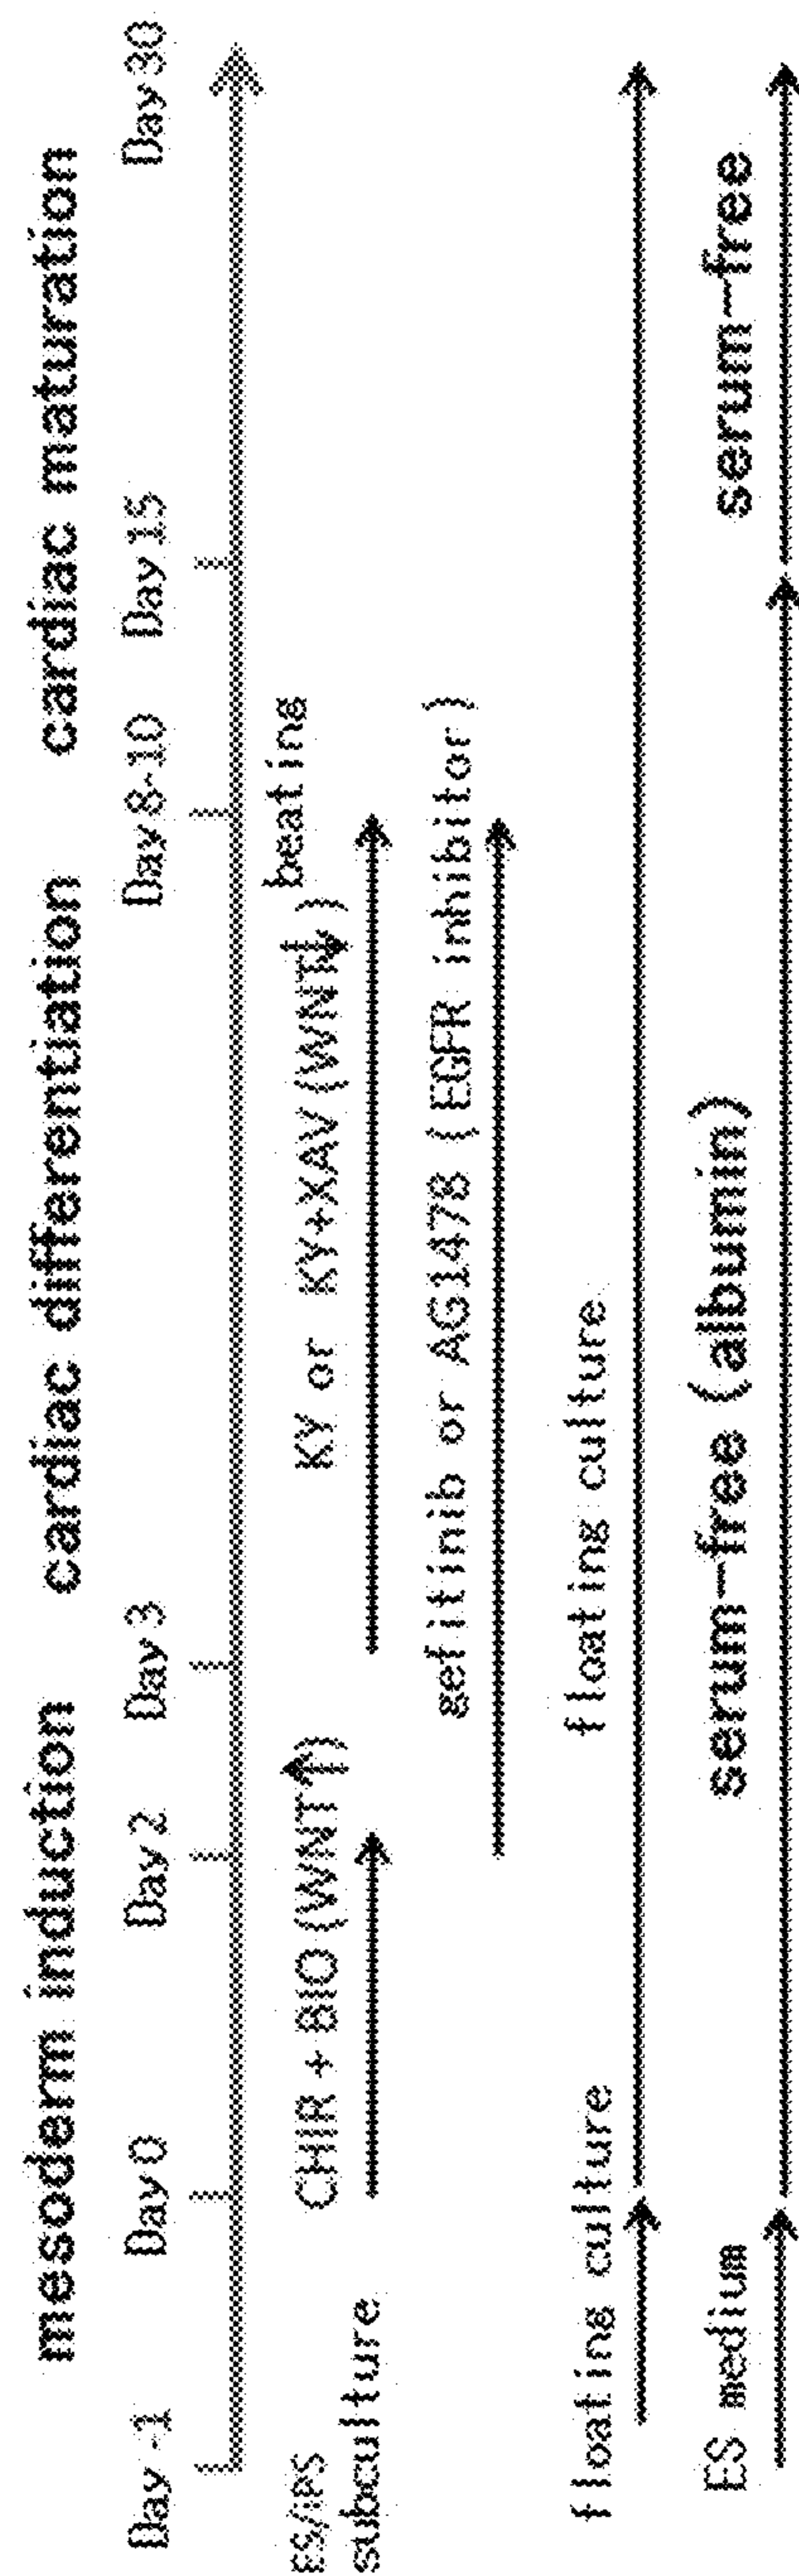 mesoderm induction cardiac differentiation cardiac maturation
Day -1 Day 0 Day 2 Day 3 Day 8-10 Day 15 Day 30
ES/iPS
subculture
CHIR + BIO (WNT↑) KY or KY+XAV (WNT↓) beating
gefitinib or AG1478 (EGFR inhibitor)
floating culture floating culture
ES medium serum-free (albumin) serum-free